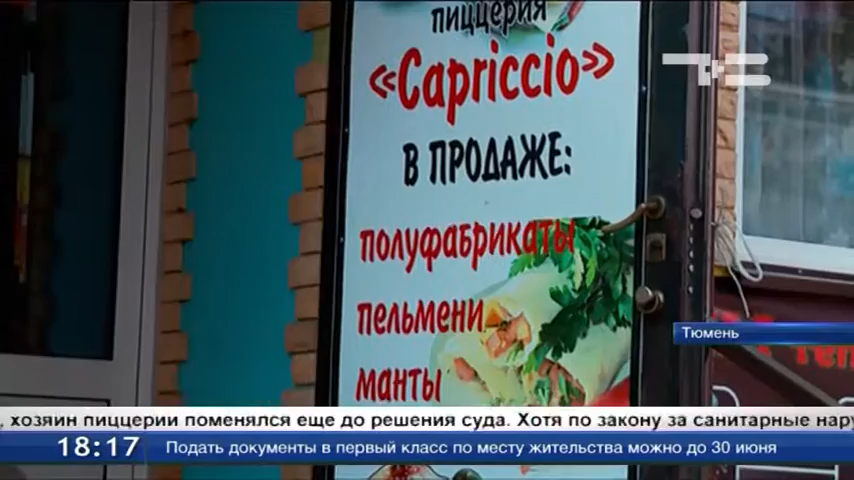 пиццерия
«Capriccio»
В ПРОДАЖЕ:
полуфабрикаты
пельмени
манты
Тюмень
, хозяин пиццерии поменялся еще до решения суда. Хотя по закону за санитарные нару
18:17
Подать документы в первый класс по месту жительства можно до 30 июня